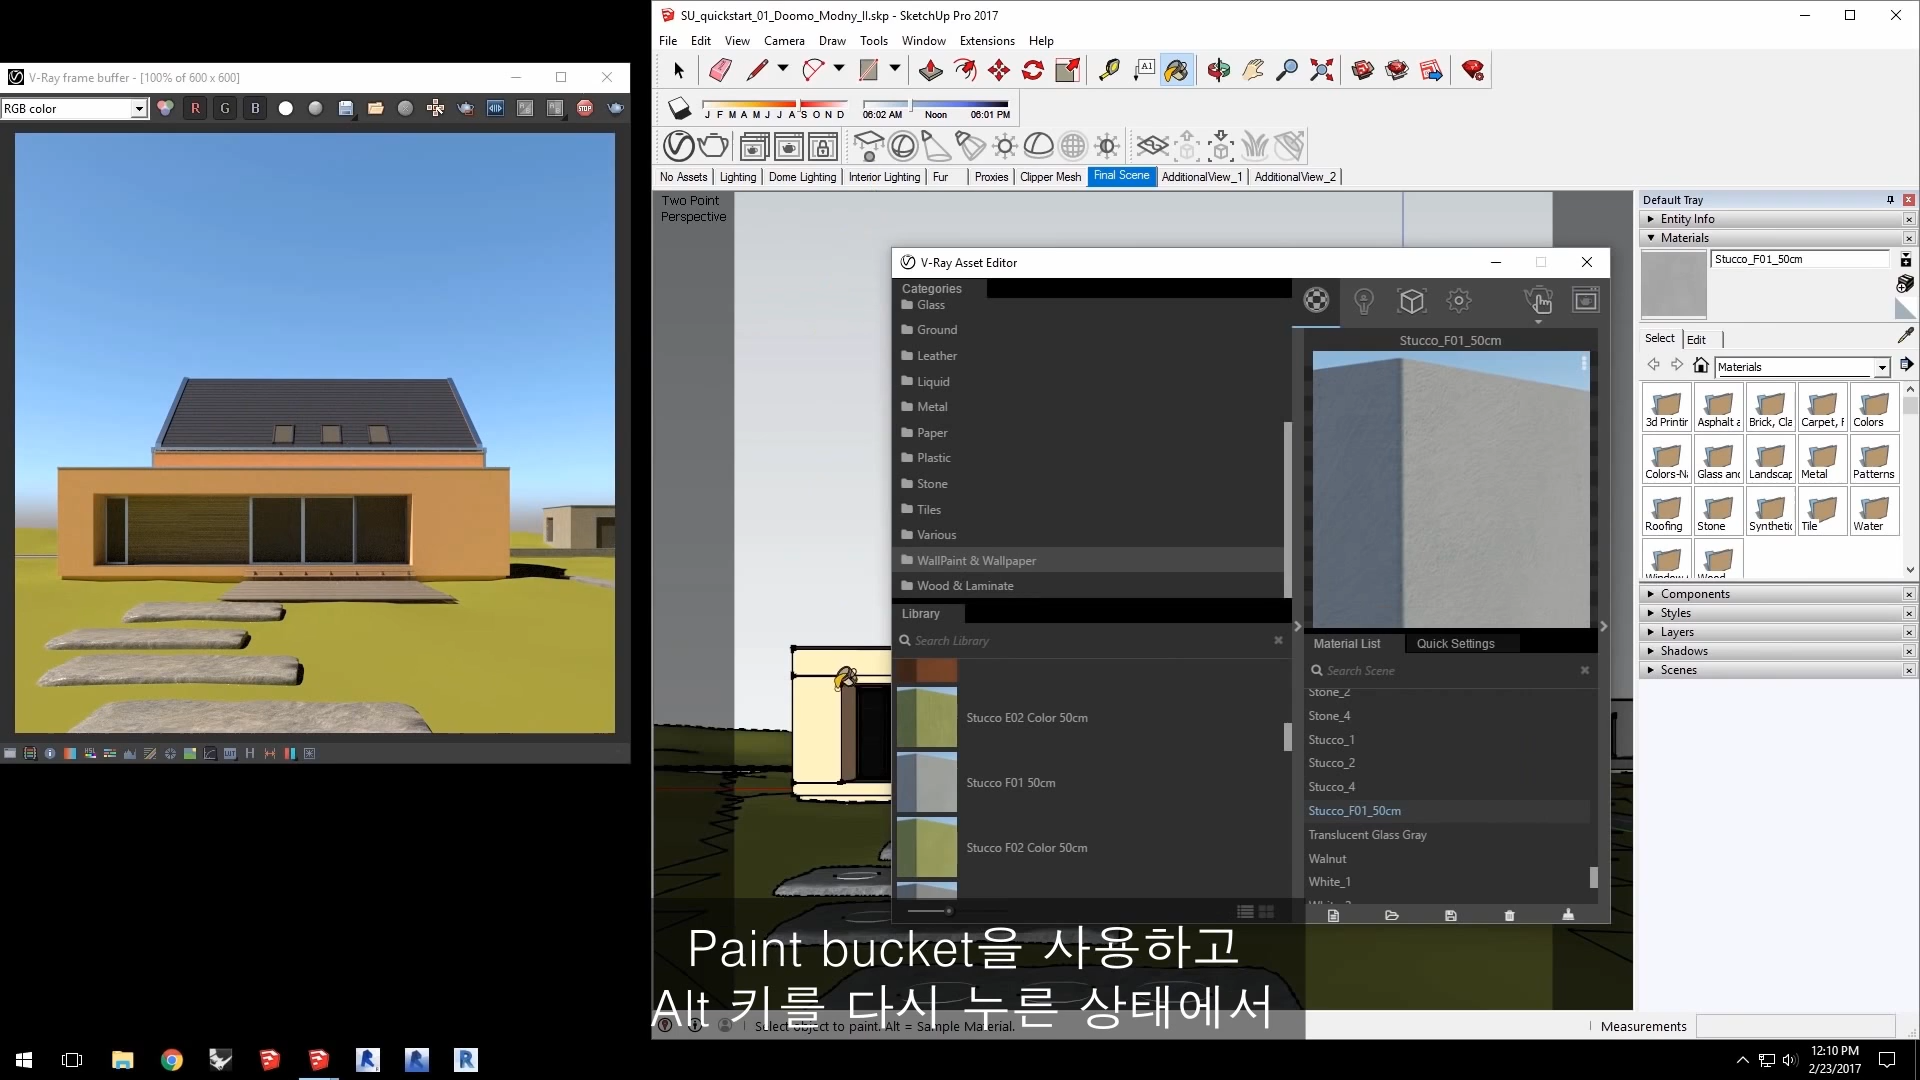 V-Ray frame buffer - [100% of 600 x 600]
RGB color
R G B
SU_quickstart_01_Doomo_Modny_II.skp - SketchUp Pro 2017
File Edit View Camera Draw Tools Window Extensions Help
J F M A M J J A S O N D
06:02 AM Noon 06:01 PM
No Assets Lighting Dome Lighting Interior Lighting Fur Proxies Clipper Mesh Final Scene AdditionalView_1 AdditionalView_2
Two Point
Perspective
V-Ray Asset Editor
Categories
Glass
Ground
Leather
Liquid
Metal
Paper
Plastic
Stone
Tiles
Various
WallPaint & Wallpaper
Wood & Laminate
Library
Search Library
Stucco E02 Color 50cm
Stucco F01 50cm
Stucco F02 Color 50cm
Stucco_F01_50cm
Material List Quick Settings
Search Scene
Stone_2
Stone_4
Stucco_1
Stucco_2
Stucco_4
Stucco_F01_50cm
Translucent Glass Gray
Walnut
White_1
Default Tray
Entity Info
Materials
Stucco_F01_50cm
Select Edit
Materials
3d Printin Asphalt a Brick, Cla Carpet, F Colors
Colors-Na Glass and Landscap Metal Patterns
Roofing Stone Synthetic Tile Water
Components
Styles
Layers
Shadows
Scenes
Paint bucket을 사용하고
Alt 키를 다시 누른 상태에서
Select object to paint. Alt = Sample Material.
Measurements
12:10 PM
2/23/2017